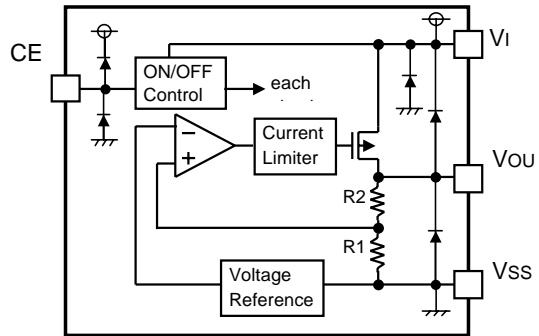 CE
VI
ON/OFF
Control
each
Current
Limiter
−
+
VOU
R2
R1
Voltage
Reference
VSS